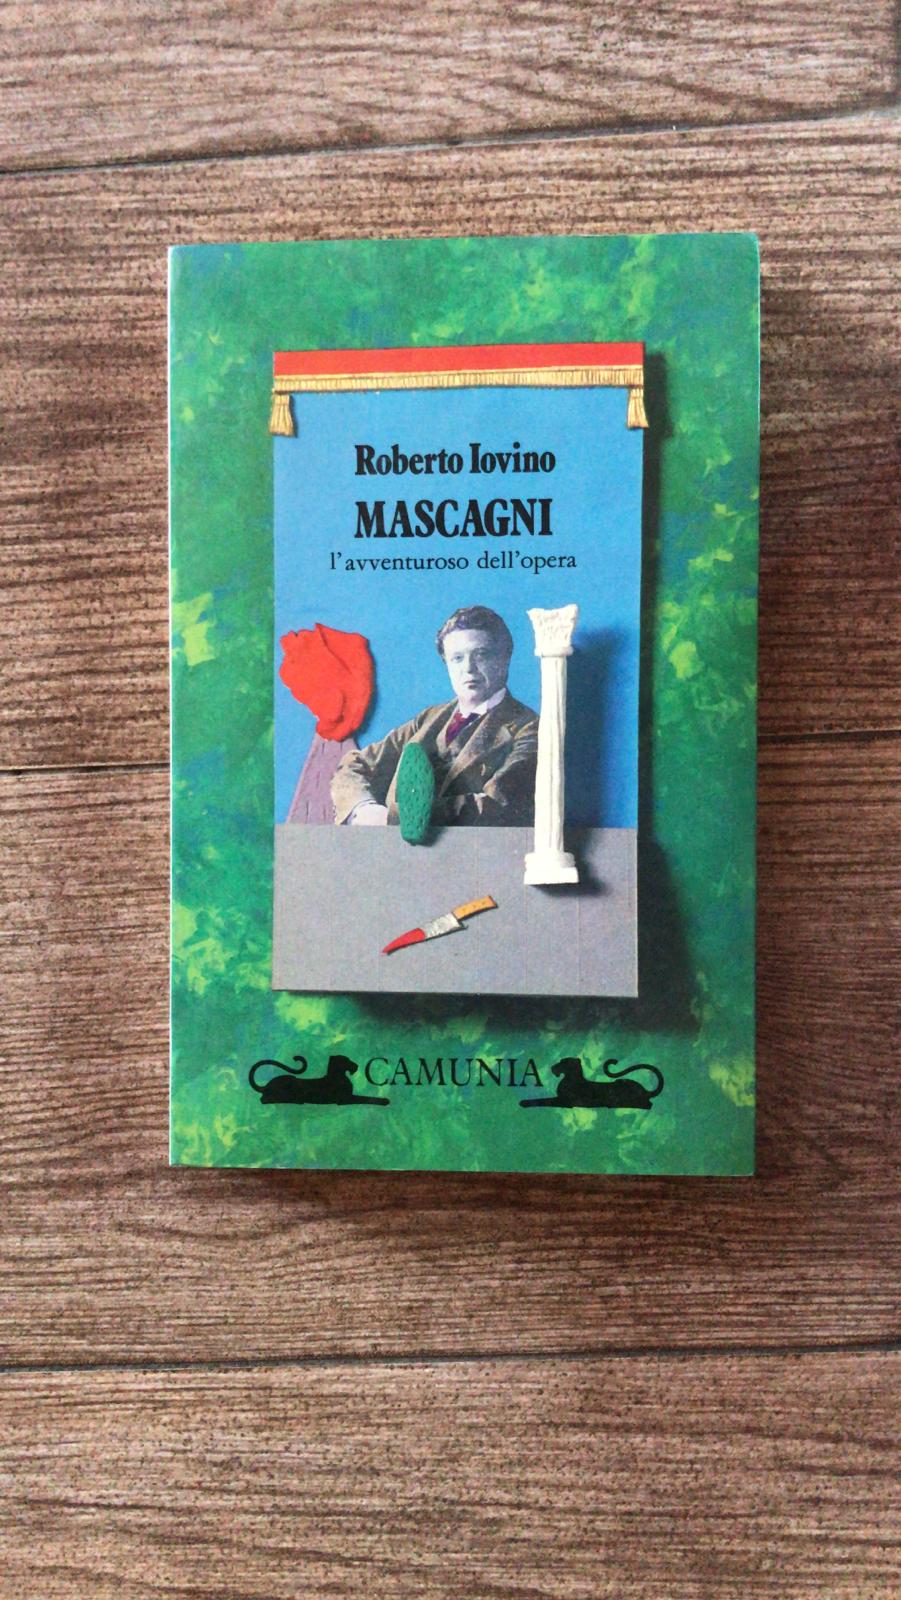 Roberto Iovino
MASCAGNI
l'avventuroso dell'opera
CAMUNIA